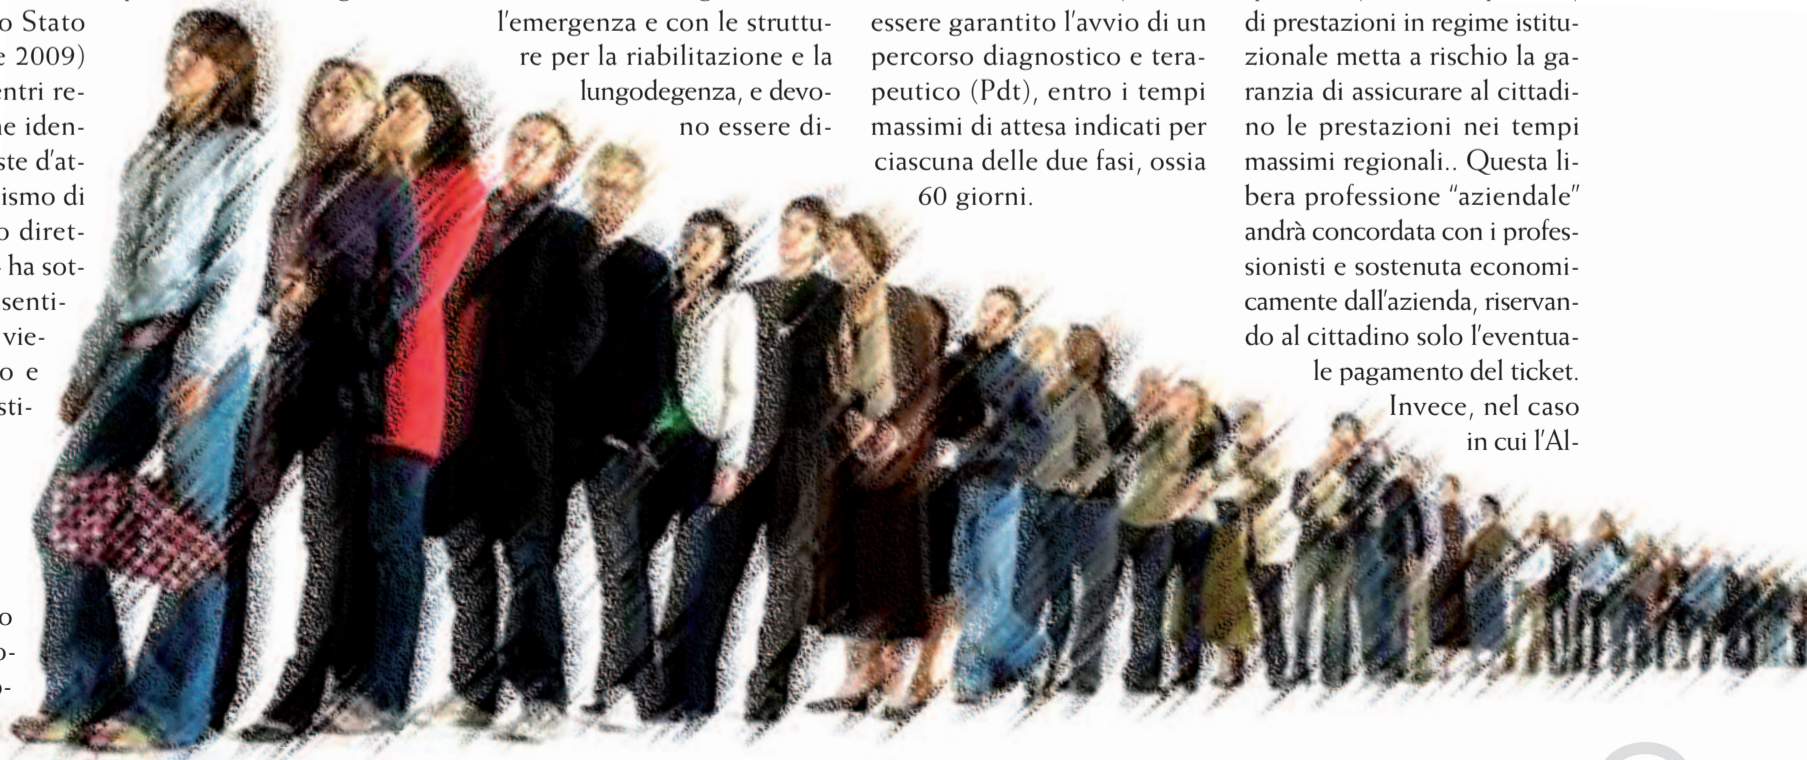 o Stato
e 2009)
entri re-
ne iden-
ste d'at-
ismo di
o diret-
ha sot-
senti-
vie-
o e
sti-
o
o-
o-
l'emergenza e con le struttu-
re per la riabilitazione e la
lungodegenza, e devo-
no essere di-
essere garantito l'avvio di un
percorso diagnostico e tera-
peutico (Pdt), entro i tempi
massimi di attesa indicati per
ciascuna delle due fasi, ossia
60 giorni.
di prestazioni in regime istitu-
zionale metta a rischio la ga-
ranzia di assicurare al cittadi-
no le prestazioni nei tempi
massimi regionali.. Questa li-
bera professione “aziendale”
andrà concordata con i profes-
sionisti e sostenuta economi-
camente dall'azienda, riservan-
do al cittadino solo l'eventua-
le pagamento del ticket.
Invece, nel caso
in cui l'Al-